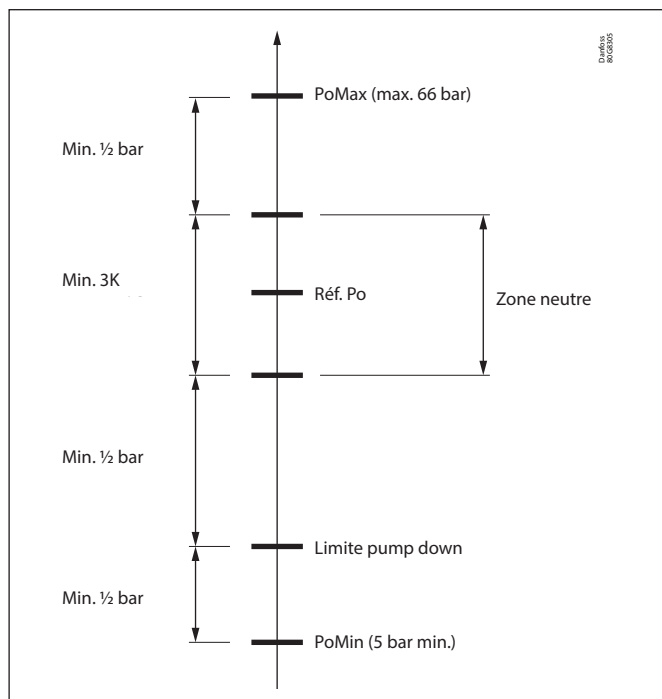 Danfoss
80G8305
PoMax (max. 66 bar)
Min. ½ bar
Min. 3K
Réf. Po
Zone neutre
Min. ½ bar
Limite pump down
Min. ½ bar
PoMin (5 bar min.)